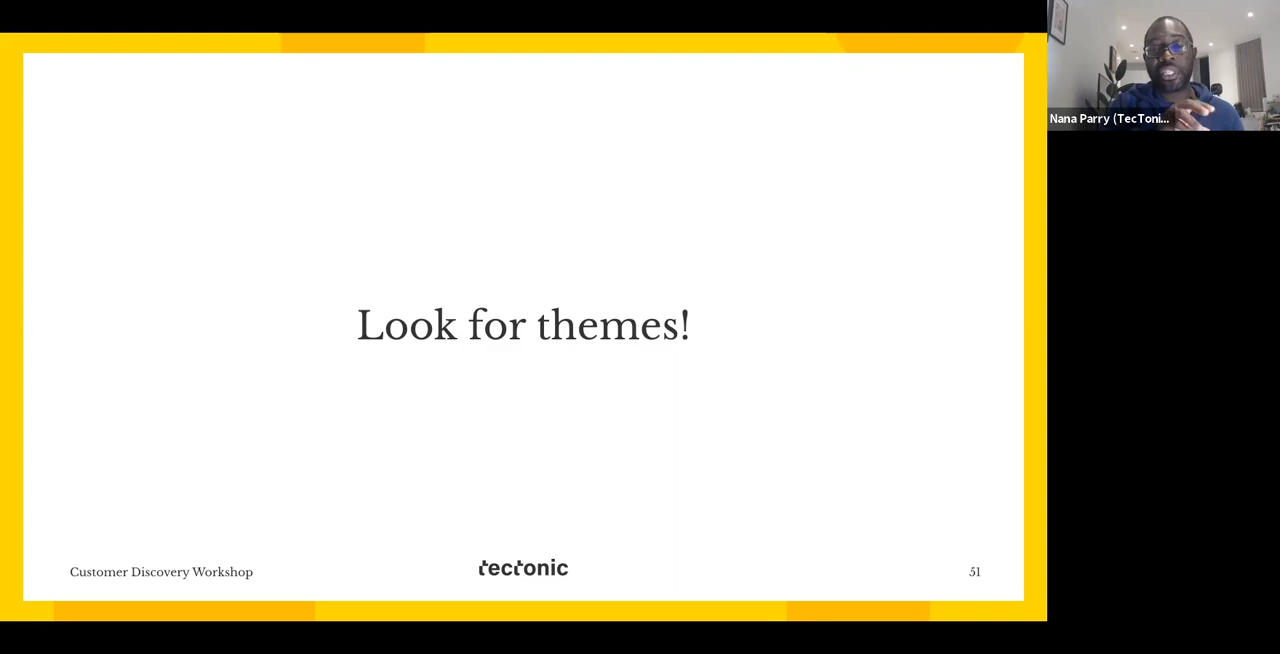 Nana Parry (TecToni...
Look for themes!
Customer Discovery Workshop
tectonic
51